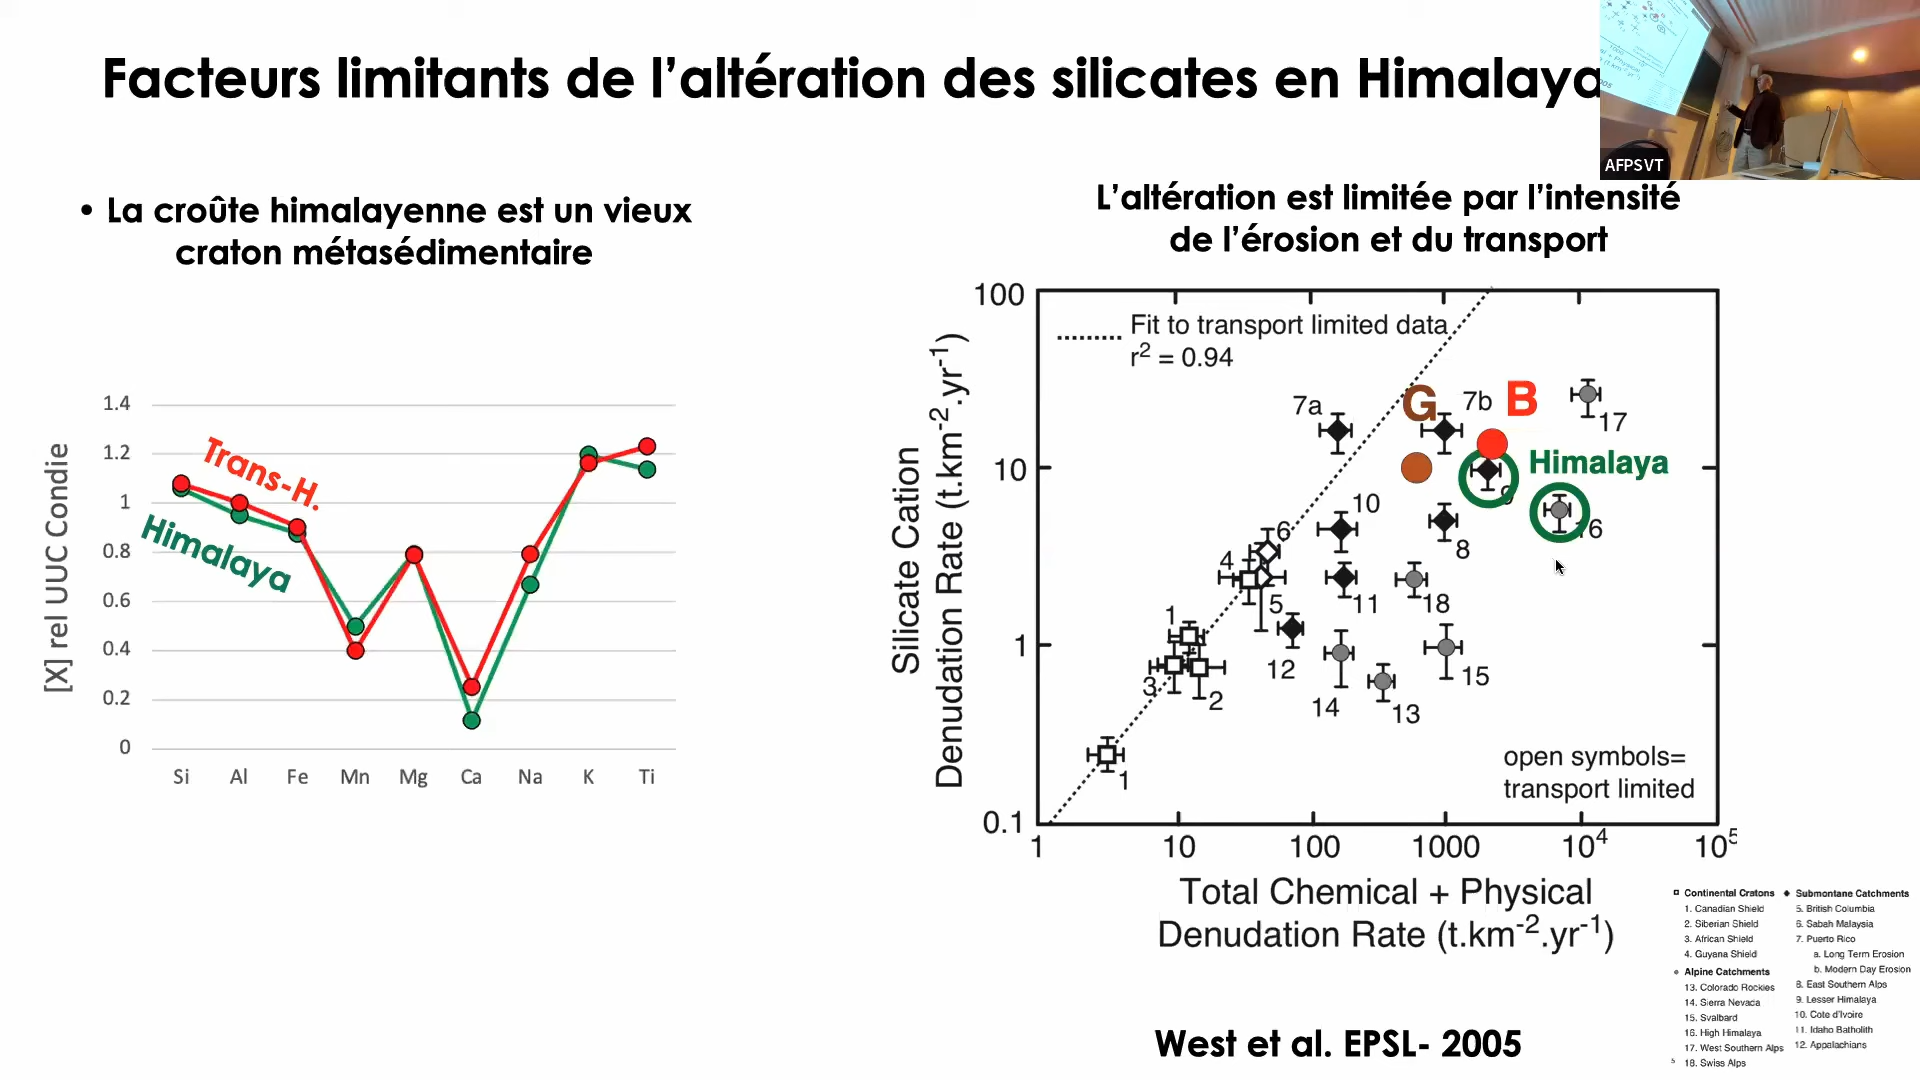 Facteurs limitants de l'altération des silicates en Himalaya
AFPSVT
• La croûte himalayenne est un vieux
craton métasédimentaire
L'altération est limitée par l'intensité
de l'érosion et du transport
[X] rel UUC Condie
1.4
1.2
1
0.8
0.6
0.4
0.2
0
Trans-H.
Himalaya
Si Al Fe Mn Mg Ca Na K Ti
Silicate Cation
Denudation Rate (t.km-2.yr-1)
100
10
1
0.1
Fit to transport limited data
r2 = 0.94
7a
G
7b
B
17
Himalaya
9
16
10
6
8
4
5
11
18
1
12
15
3
2
14
13
1
open symbols=
transport limited
1 10 100 1000 104 105
Total Chemical + Physical
Denudation Rate (t.km-2.yr-1)
West et al. EPSL- 2005
Continental Cratons
1. Canadian Shield
2. Siberian Shield
3. African Shield
4. Guyana Shield
Alpine Catchments
13. Colorado Rockies
14. Sierra Nevada
15. Svalbard
16. High Himalaya
17. West Southern Alps
18. Swiss Alps
5
Submontane Catchments
5. British Columbia
6. Sabah Malaysia
7. Puerto Rico
a. Long Term Erosion
b. Modern Day Erosion
8. East Southern Alps
9. Lesser Himalaya
10. Cote d'Ivoire
11. Idaho Batholith
12. Appalachians